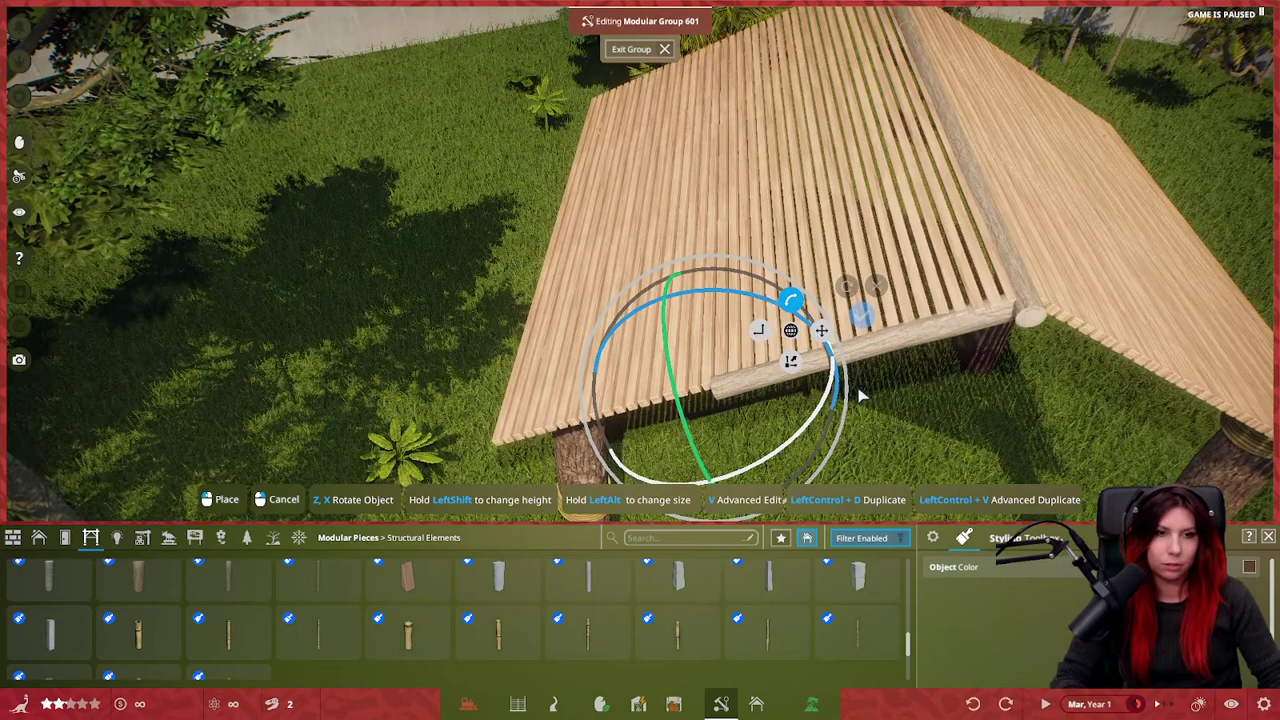 Editing Modular Group 601
GAME IS PAUSED
Exit Group
Place
Cancel
Z, X Rotate Object
Hold LeftShift to change height
Hold LeftAlt to change size
V Advanced Edit
LeftControl + D Duplicate
LeftControl + V Advanced Duplicate
Modular Pieces > Structural Elements
Search...
Filter Enabled
?
Object Color
2
Mar, Year 1